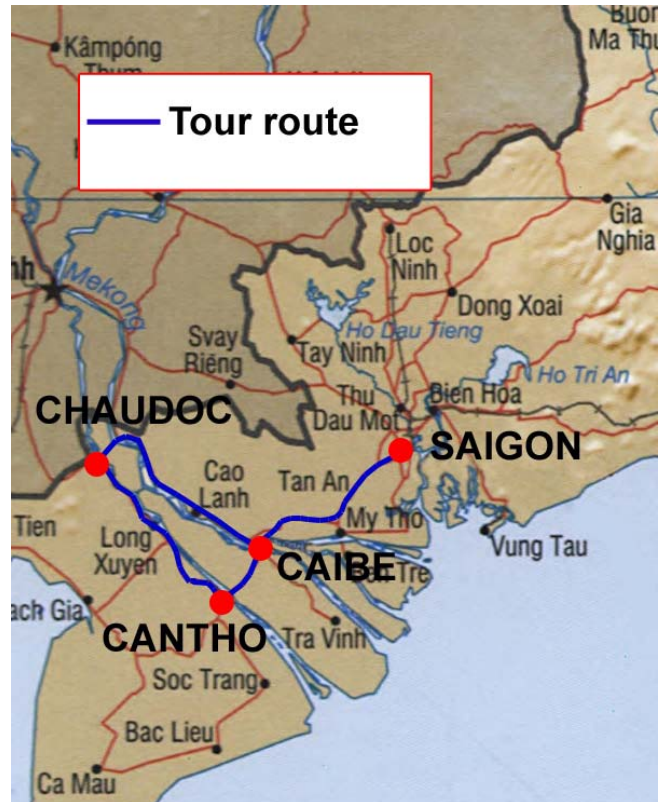 Buon
Ma Thu
Kâmpóng
Tour route
Gia
Nghia
Loc
Ninh
Mekong
Dong Xoai
Ho Dau Tieng
Svay
Riĕng
Tay Ninh
Ho Tri An
Thu
Dau Mot
Bien Hoa
CHAUDOC
SAIGON
Cao
Lanh
Tan An
Tien
Long
Xuyen
My Tho
Vung Tau
CAIBE
Tre
ach Gia
CANTHO
Tra Vinh
Soc Trang
Bac Lieu
Ca Mau